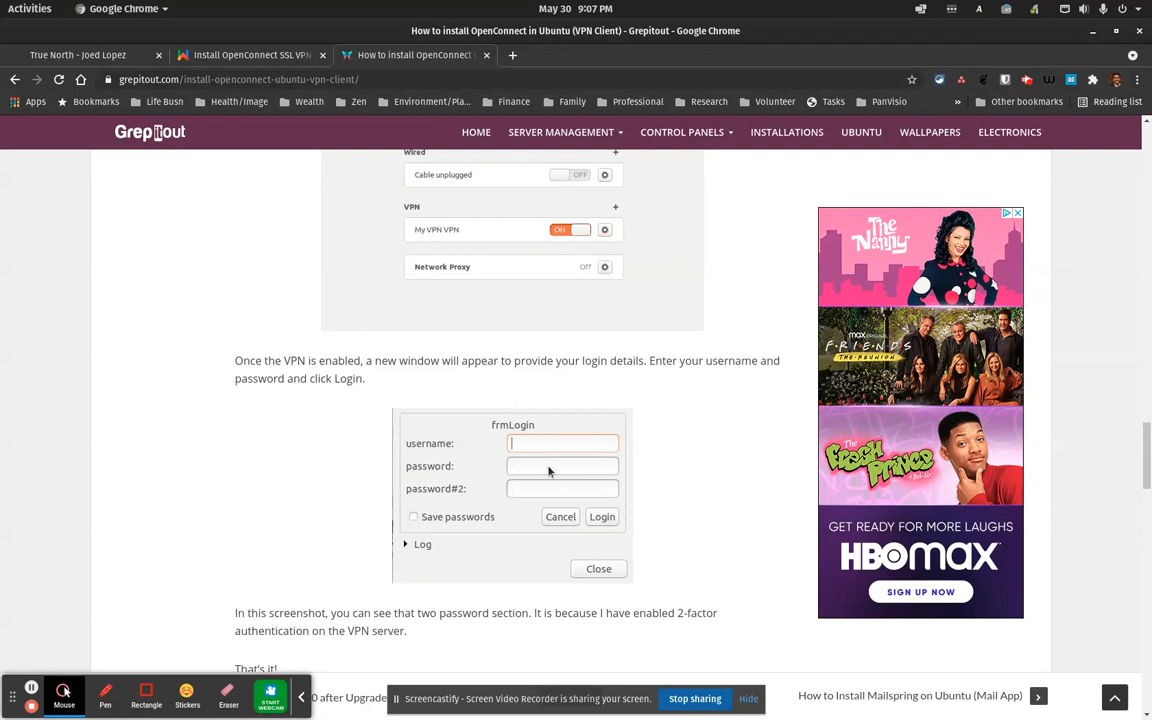 Activities
Google Chrome
May 30 9:07 PM
How to install OpenConnect in Ubuntu (VPN Client) - Grepitout - Google Chrome
True North - Joed Lopez
Install OpenConnect SSL VPN
How to install OpenConnect
grepitout.com/install-openconnect-ubuntu-vpn-client/
Apps
Bookmarks
Life Busn
Health/Image
Wealth
Zen
Environment/Pla...
Finance
Family
Professional
Research
Volunteer
Tasks
PanVisio
»
Other bookmarks
Reading list
Grepitout
HOME
SERVER MANAGEMENT
CONTROL PANELS
INSTALLATIONS
UBUNTU
WALLPAPERS
ELECTRONICS
Wired +
Cable unplugged OFF
VPN +
My VPN VPN ON
Network Proxy Off
Once the VPN is enabled, a new window will appear to provide your login details. Enter your username and
password and click Login.
frmLogin
username:
password:
password#2:
Save passwords Cancel Login
Log
Close
In this screenshot, you can see that two password section. It is because I have enabled 2-factor
authentication on the VPN server.
That's it!
The
Nanny
max ORIGINAL
FRIENDS
THE REUNION
The
Fresh Prince
of Bel-Air
GET READY FOR MORE LAUGHS
HBOmax
SIGN UP NOW
Mouse
Pen
Rectangle
Stickers
Eraser
START
WEBCAM
0 after Upgrade
Screencastify - Screen Video Recorder is sharing your screen.
Stop sharing
Hide
How to Install Mailspring on Ubuntu (Mail App)